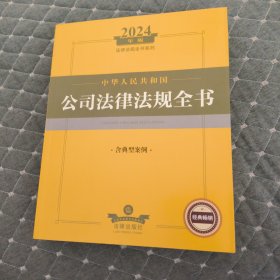 2024
年版
法律法规全书系列
中华人民共和国
公司法律法规全书
·含典型案例·
经典畅销
法律出版社